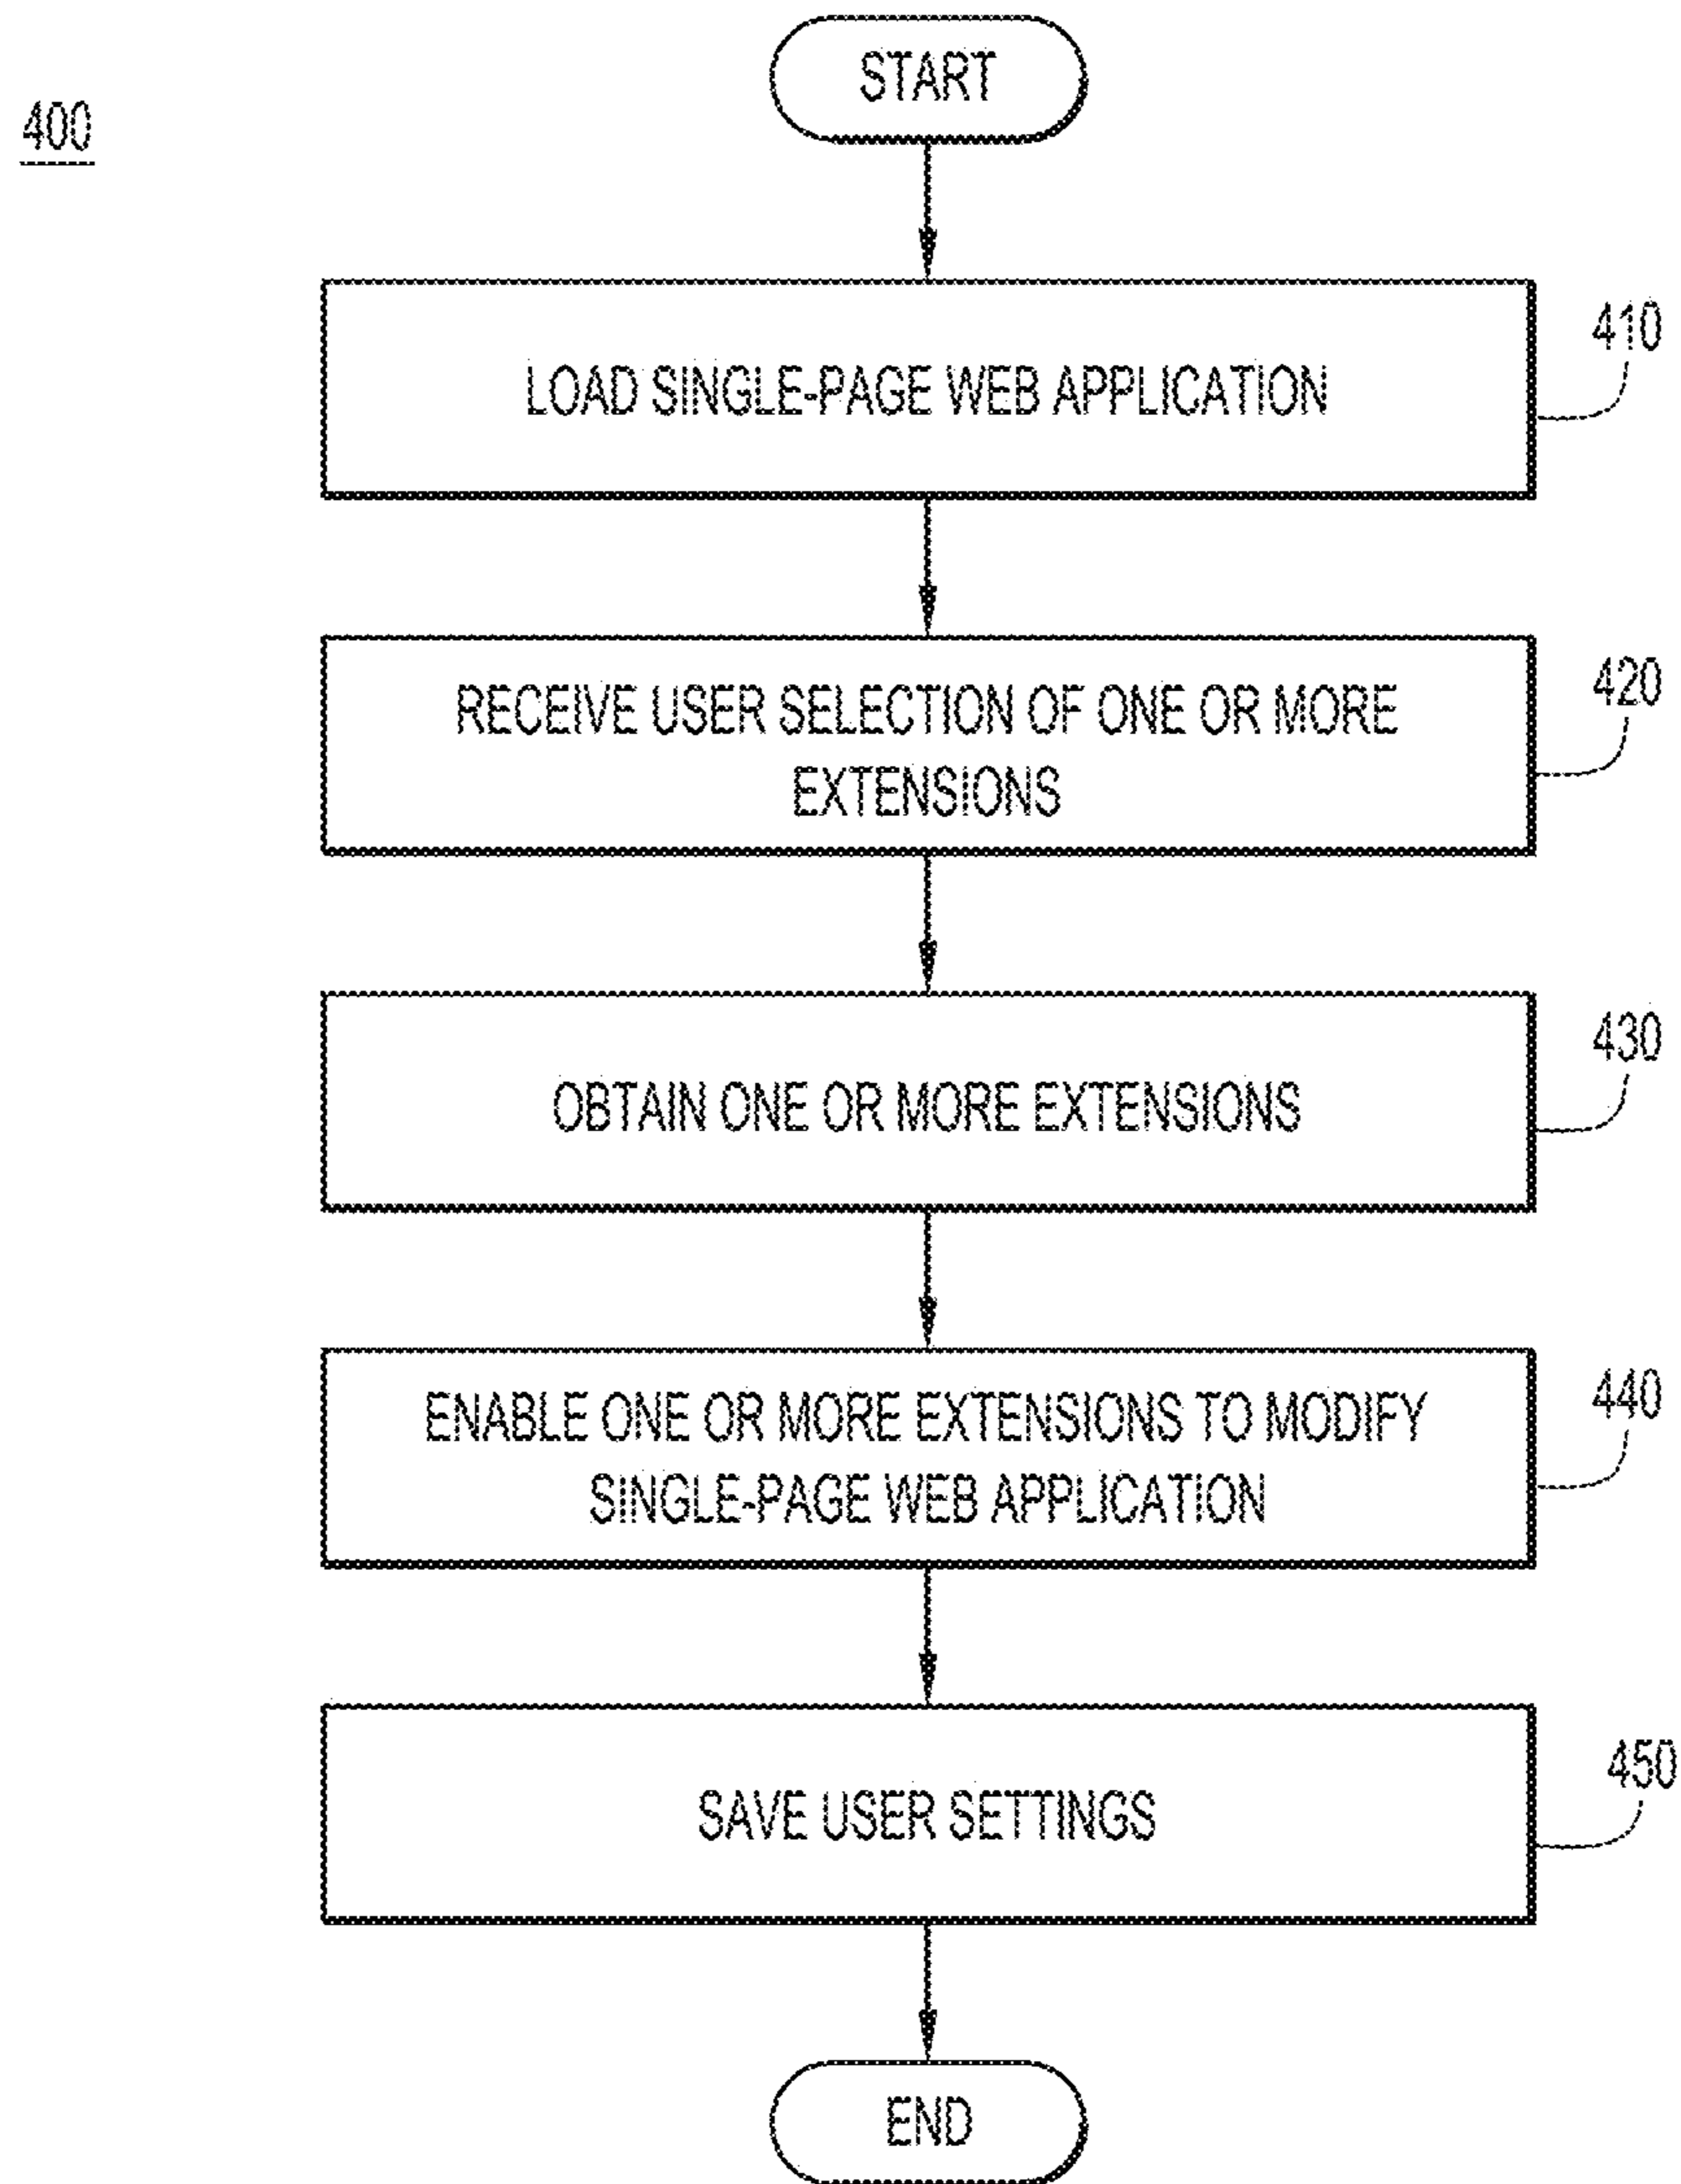 400
START
LOAD SINGLE-PAGE WEB APPLICATION
410
RECEIVE USER SELECTION OF ONE OR MORE
EXTENSIONS
420
OBTAIN ONE OR MORE EXTENSIONS
430
ENABLE ONE OR MORE EXTENSIONS TO MODIFY
SINGLE-PAGE WEB APPLICATION
440
SAVE USER SETTINGS
450
END